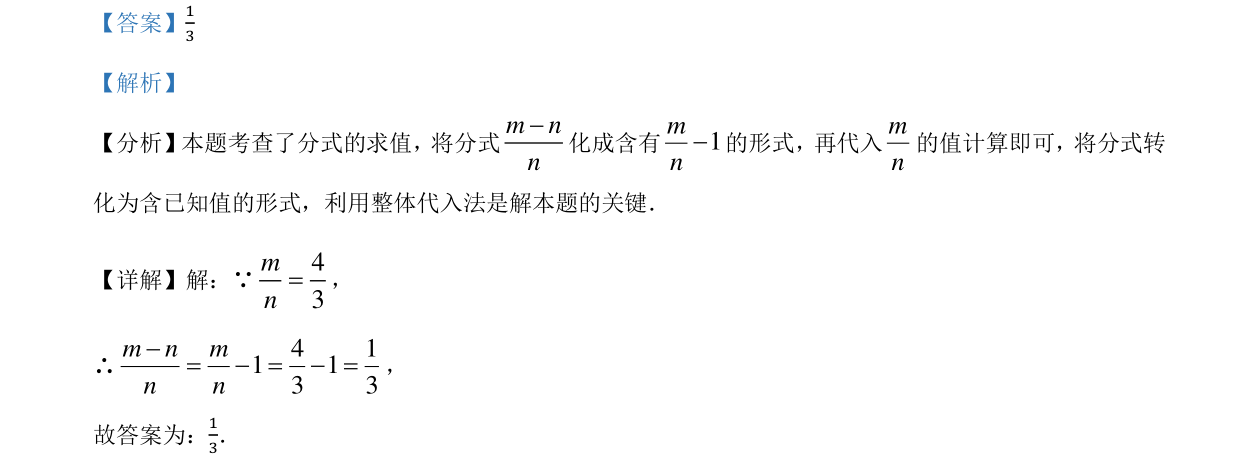 【答案】1/3
【解析】
【分析】本题考查了分式的求值，将分式(m−n)/n化成含有m/n−1的形式，再代入m/n的值计算即可，将分式转
化为含已知值的形式，利用整体代入法是解本题的关键．
【详解】解：∵m/n=4/3，
∴(m−n)/n=m/n−1=4/3−1=1/3，
故答案为：1/3．